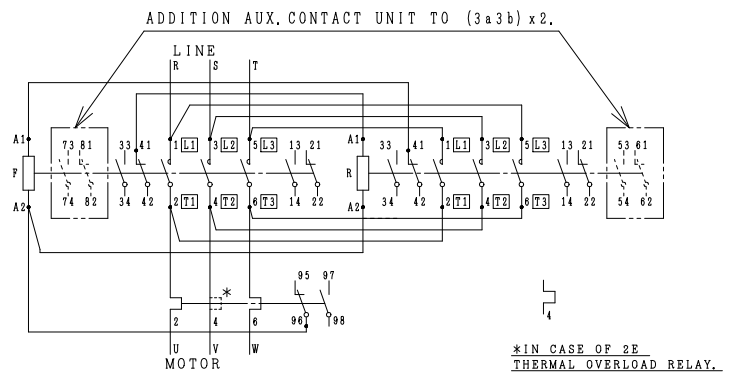 ADDITION AUX. CONTACT UNIT TO (3a3b)x2.
LINE
R S T
A1 73 81 33 41 1 L1 3 L2 5 L3 13 21 A1 33 41 1 L1 3 L2 5 L3 13 21 53 61
F R
A2 74 82 34 42 2 T1 4 T2 6 T3 14 22 A2 34 42 2 T1 4 T2 6 T3 14 22 54 62
95 97
*
2 4 6 96 98 4
U V W
MOTOR
*IN CASE OF 2E
THERMAL OVERLOAD RELAY.